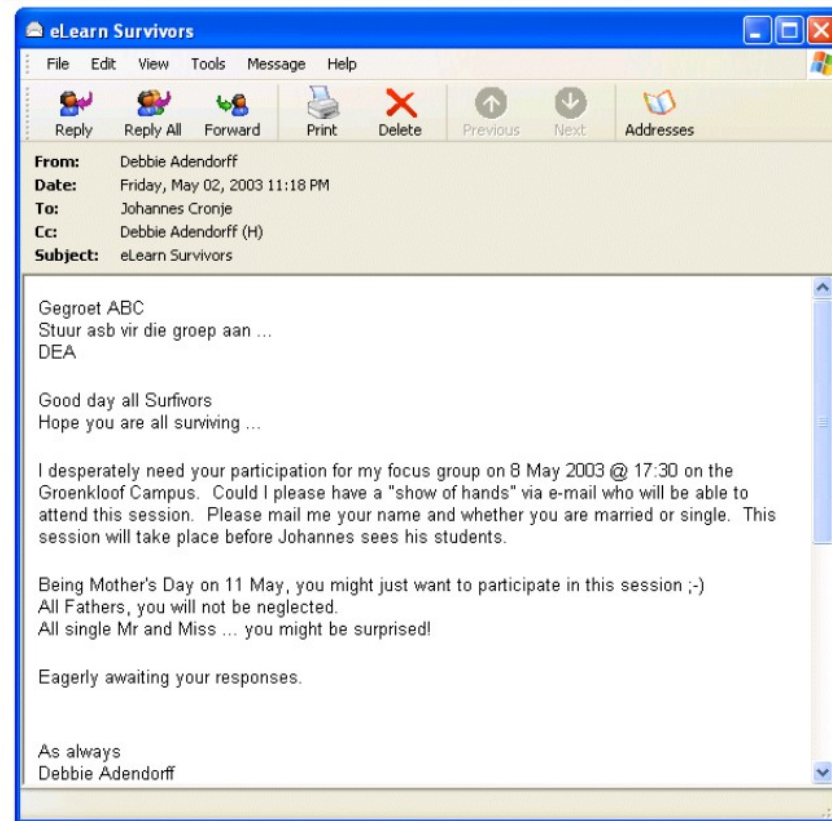 eLearn Survivors
File Edit View Tools Message Help
Reply Reply All Forward Print Delete Previous Next Addresses
From: Debbie Adendorff
Date: Friday, May 02, 2003 11:18 PM
To: Johannes Cronje
Cc: Debbie Adendorff (H)
Subject: eLearn Survivors
Gegroet ABC
Stuur asb vir die groep aan ...
DEA
Good day all Surfivors
Hope you are all surviving ...
I desperately need your participation for my focus group on 8 May 2003 @ 17:30 on the
Groenkloof Campus.  Could I please have a "show of hands" via e-mail who will be able to
attend this session.  Please mail me your name and whether you are married or single.  This
session will take place before Johannes sees his students.
Being Mother's Day on 11 May, you might just want to participate in this session ;-)
All Fathers, you will not be neglected.
All single Mr and Miss ... you might be surprised!
Eagerly awaiting your responses.
As always
Debbie Adendorff